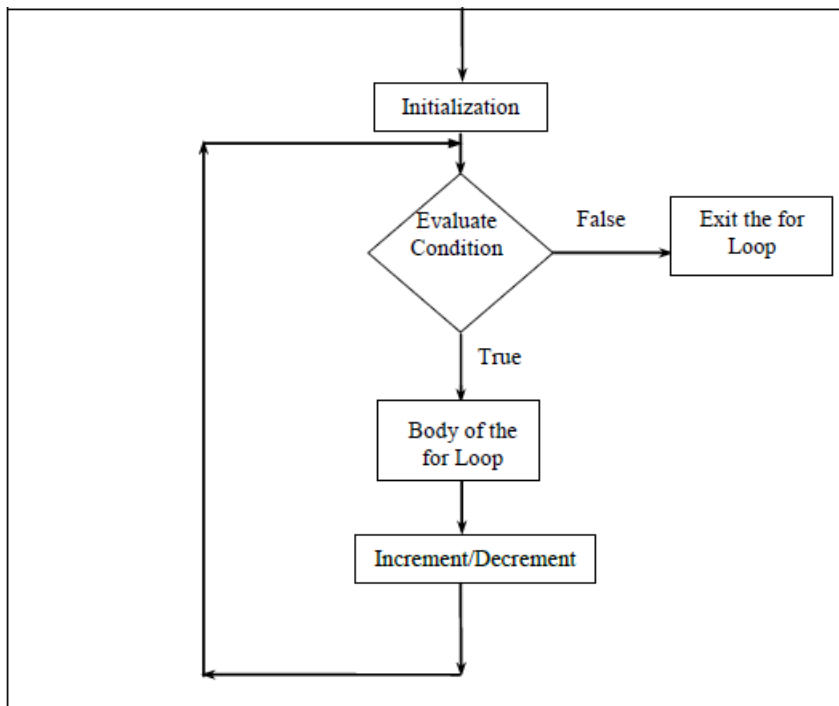 Initialization
Evaluate
Condition
False
Exit the for
Loop
True
Body of the
for Loop
Increment/Decrement